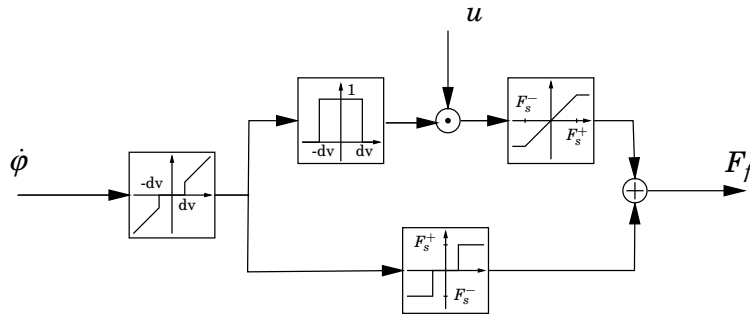 u
1
-dv dv
F_s^-
F_s^+
φ̇
-dv
dv
F_f
F_s^+
F_s^-